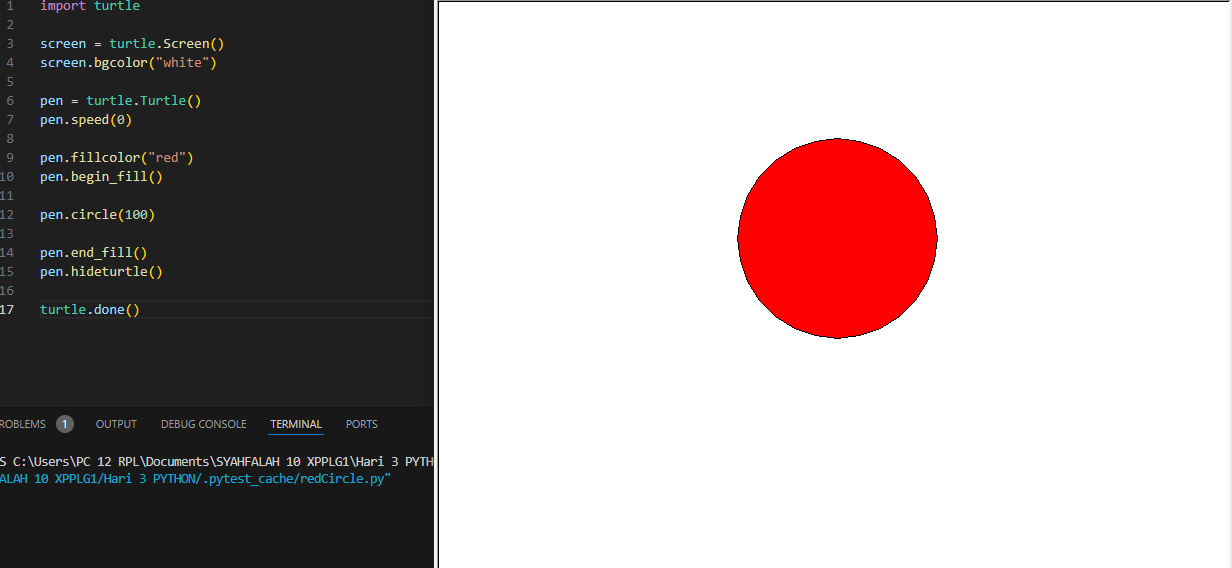 1 import turtle
2
3 screen = turtle.Screen()
4 screen.bgcolor("white")
5
6 pen = turtle.Turtle()
7 pen.speed(0)
8
9 pen.fillcolor("red")
10 pen.begin_fill()
11
12 pen.circle(100)
13
14 pen.end_fill()
15 pen.hideturtle()
16
17 turtle.done()
ROBLEMS 1 OUTPUT DEBUG CONSOLE TERMINAL PORTS
S C:\Users\PC 12 RPL\Documents\SYAHFALAH 10 XPPLG1\Hari 3 PYTH
ALAH 10 XPPLG1/Hari 3 PYTHON/.pytest_cache/redCircle.py"